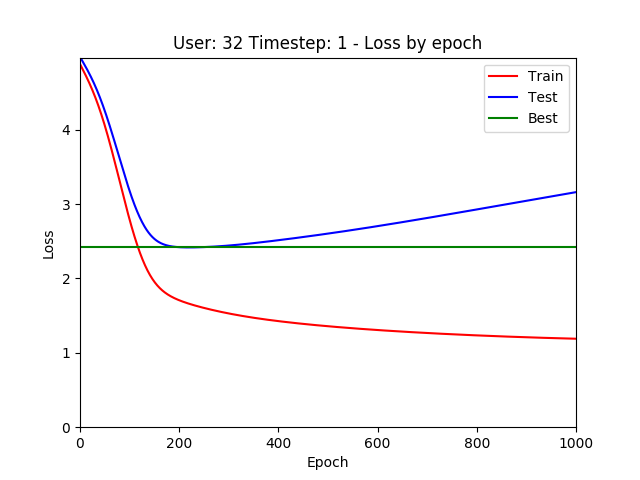 User: 32 Timestep: 1 - Loss by epoch
Train
Test
Best
4
3
2
1
0
Loss
0 200 400 600 800 1000
Epoch